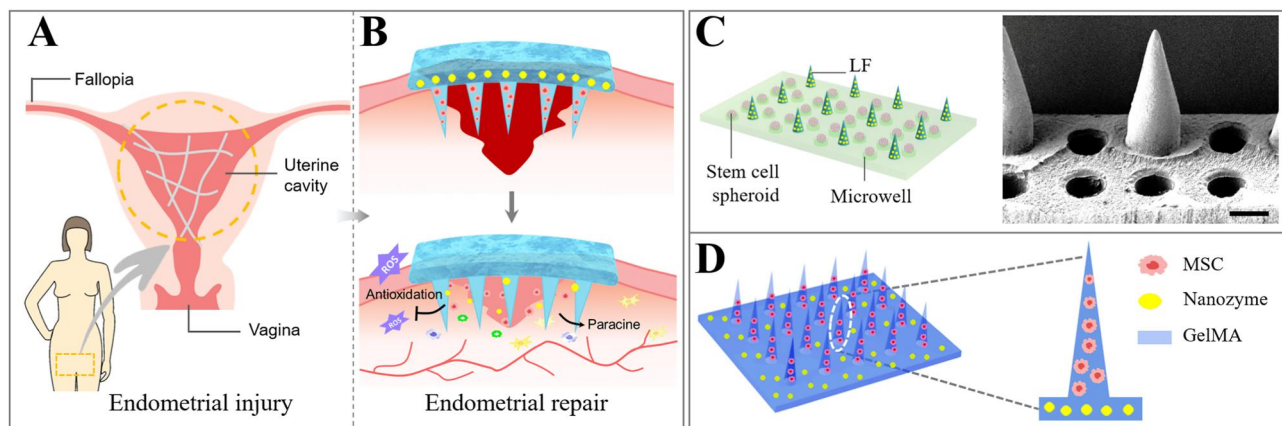 A
Fallopia
Uterine
cavity
Vagina
Endometrial injury
B
ROS
Antioxidation
ROS
Paracine
Endometrial repair
C
LF
Stem cell
spheroid
Microwell
D
MSC
Nanozyme
GelMA